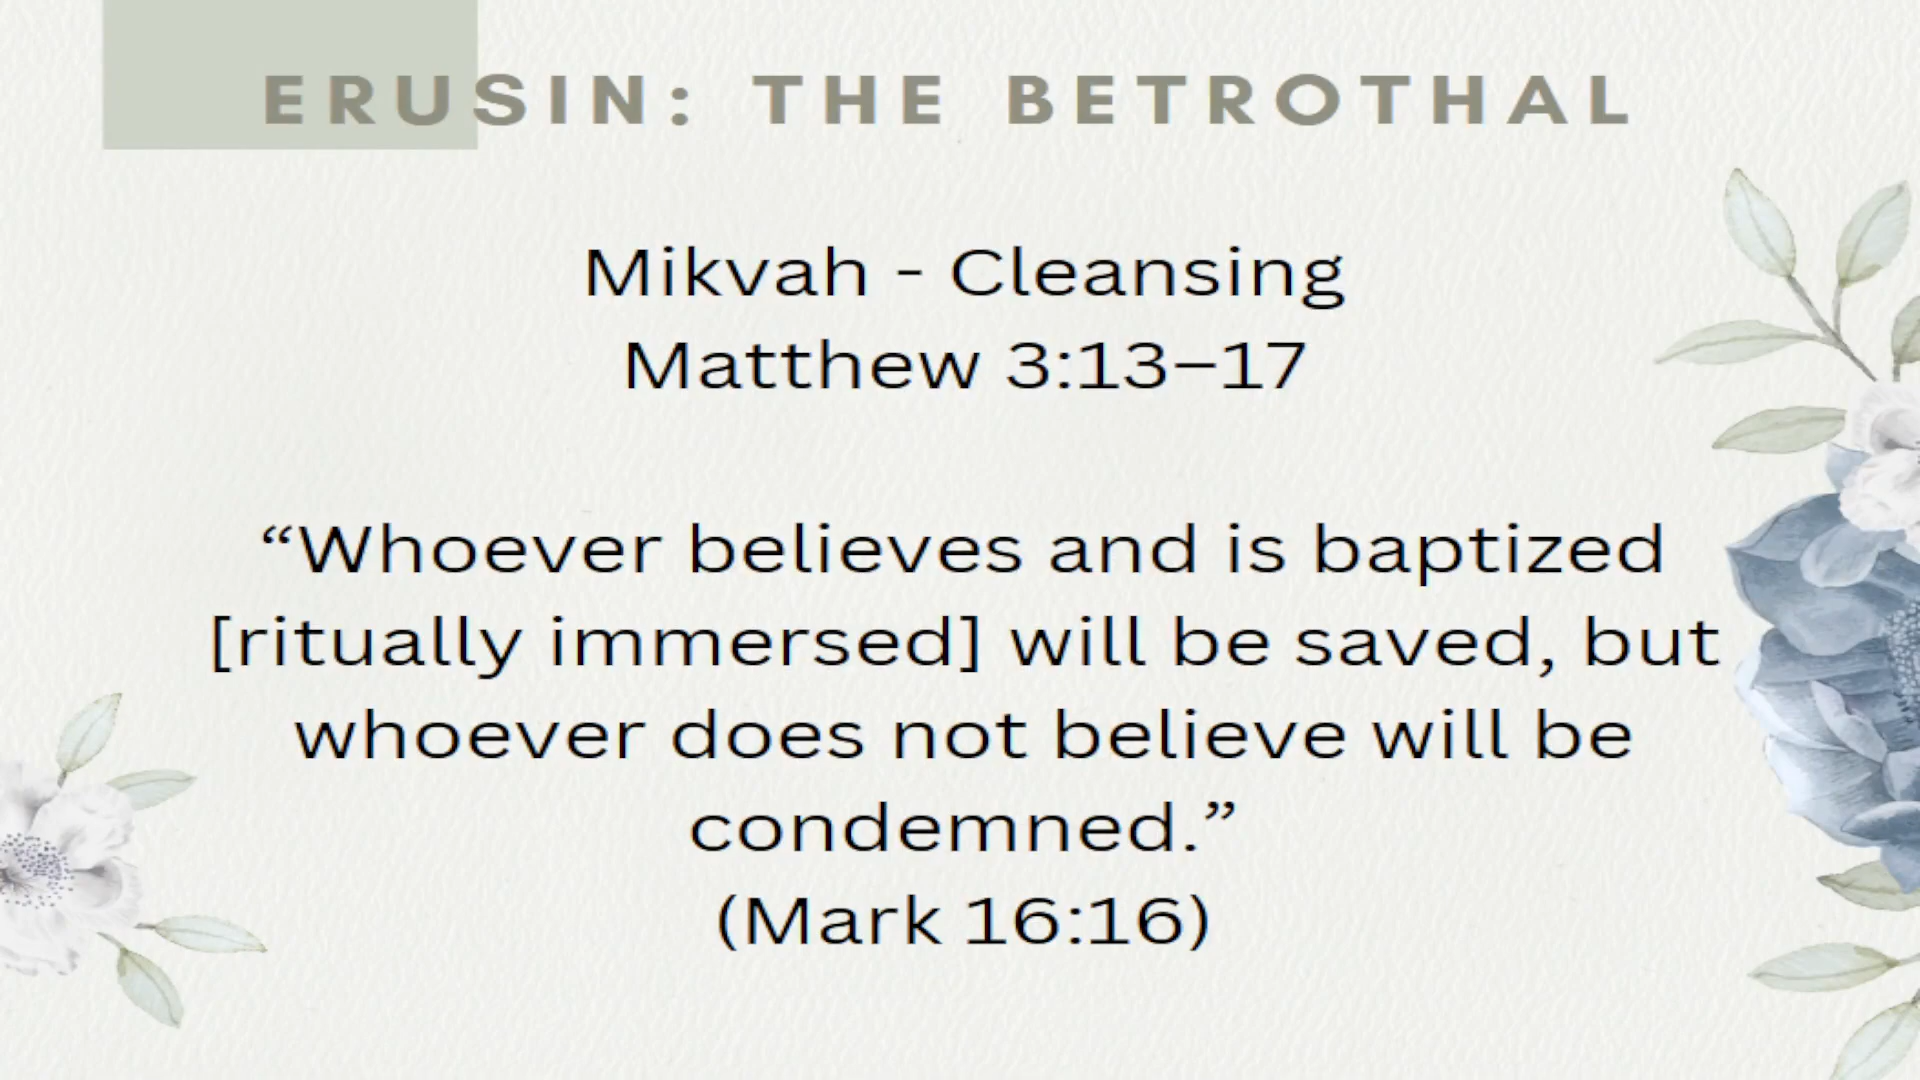 ERUSIN: THE BETROTHAL
Mikvah - Cleansing
Matthew 3:13–17
“Whoever believes and is baptized
[ritually immersed] will be saved, but
whoever does not believe will be
condemned.”
(Mark 16:16)